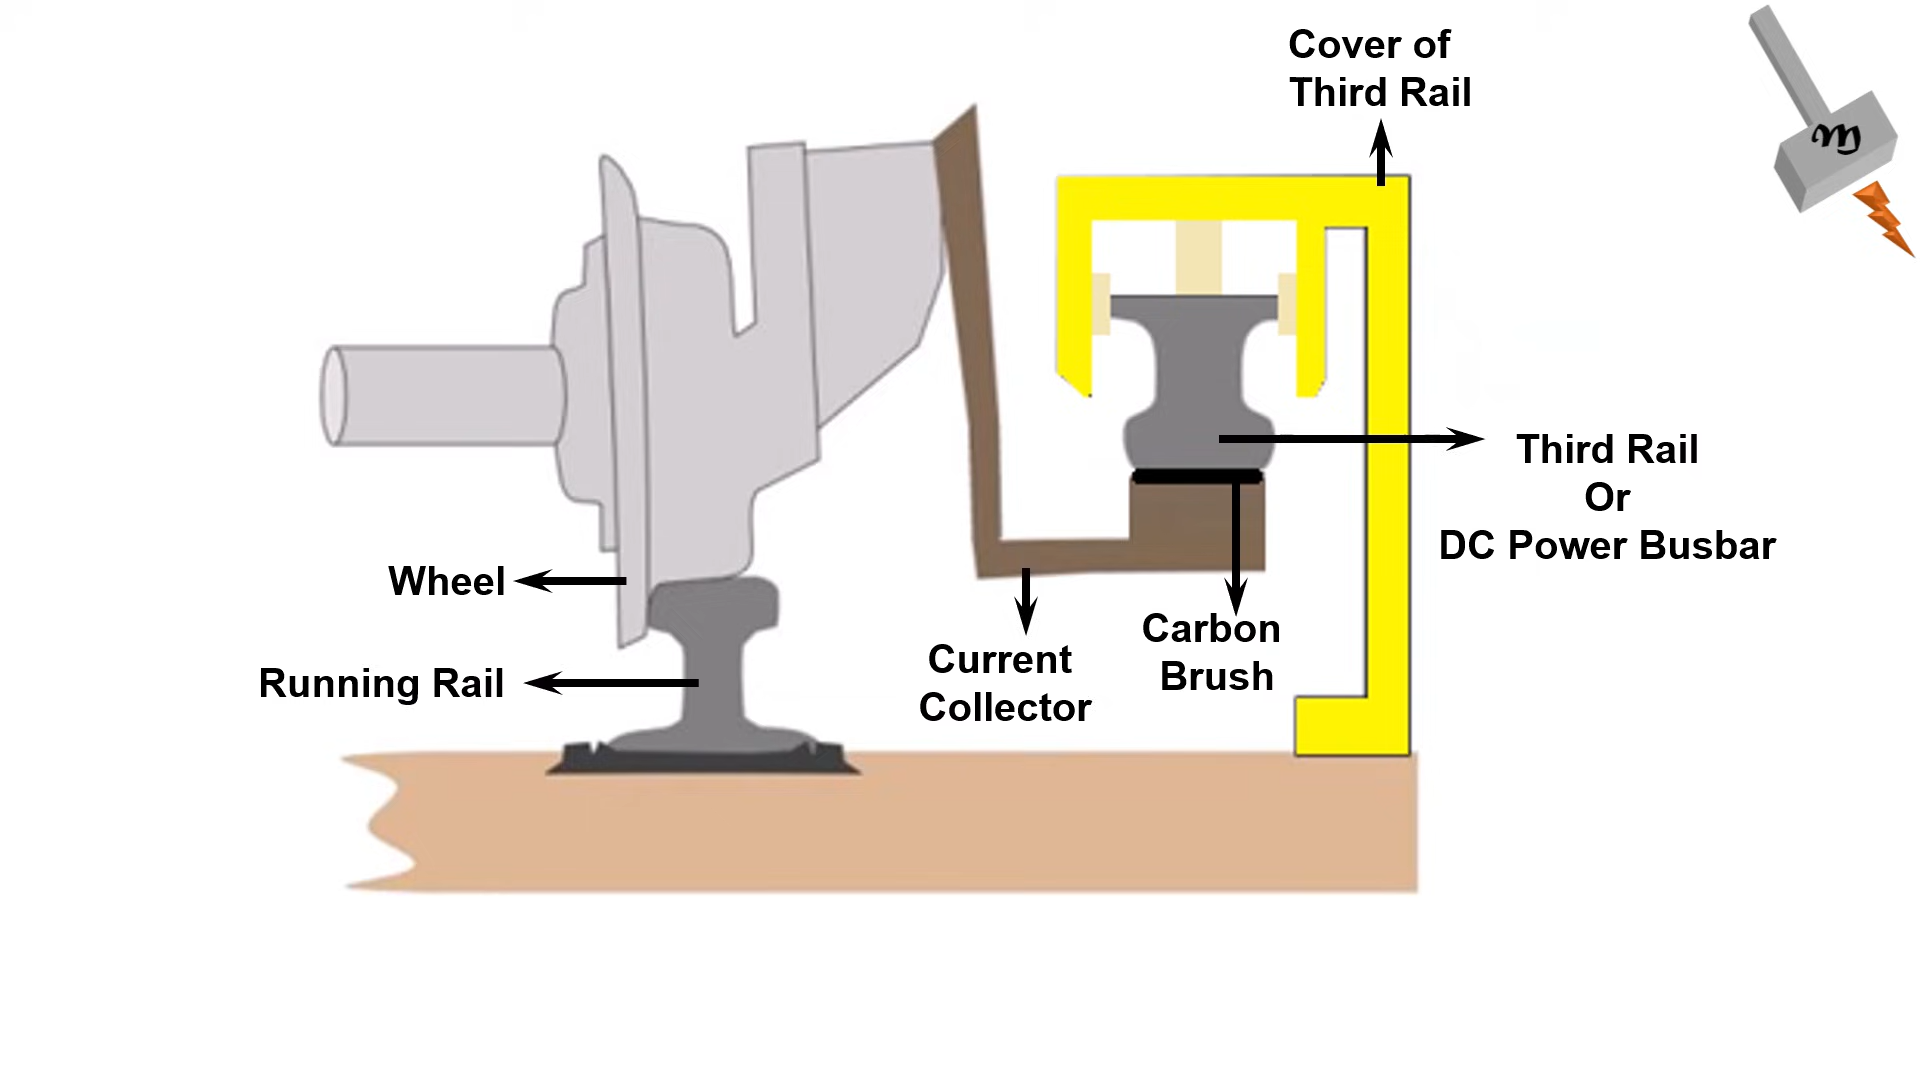 Cover of
Third Rail
Third Rail
Or
DC Power Busbar
Wheel
Carbon
Brush
Current
Collector
Running Rail